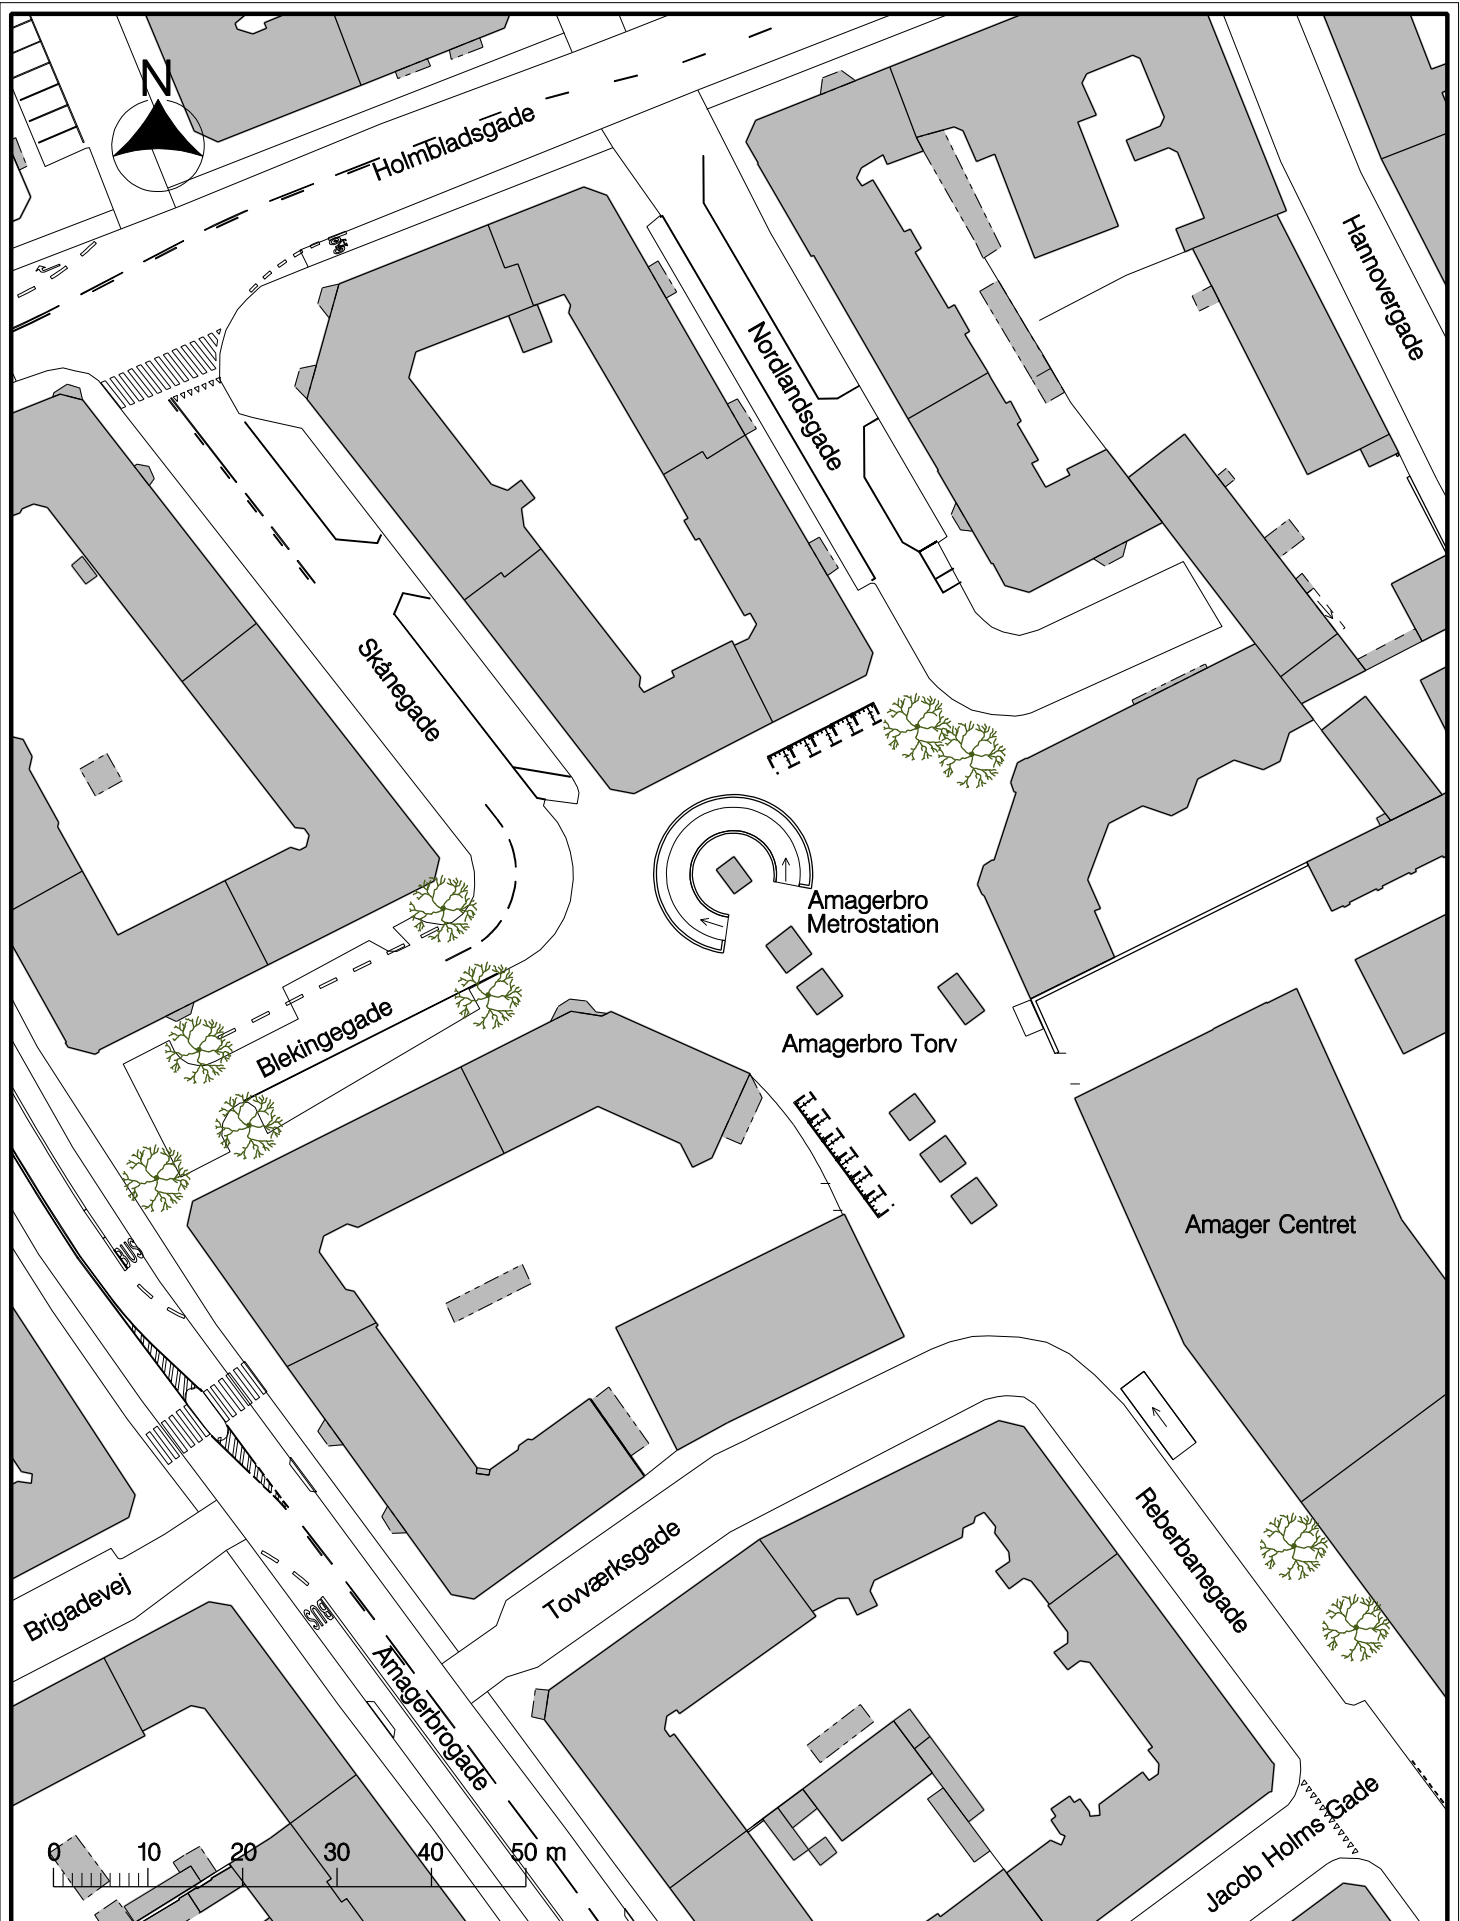 N
Holmbladsgade
Hannovergade
Nordlandsgade
Skånegade
Amagerbro
Metrostation
Blekingegade
Amagerbro Torv
Amager Centret
BUS
Reberbanegade
Tovværksgade
Brigadevej
BUS
Amagerbrogade
Jacob Holms Gade
0 10 20 30 40 50 m